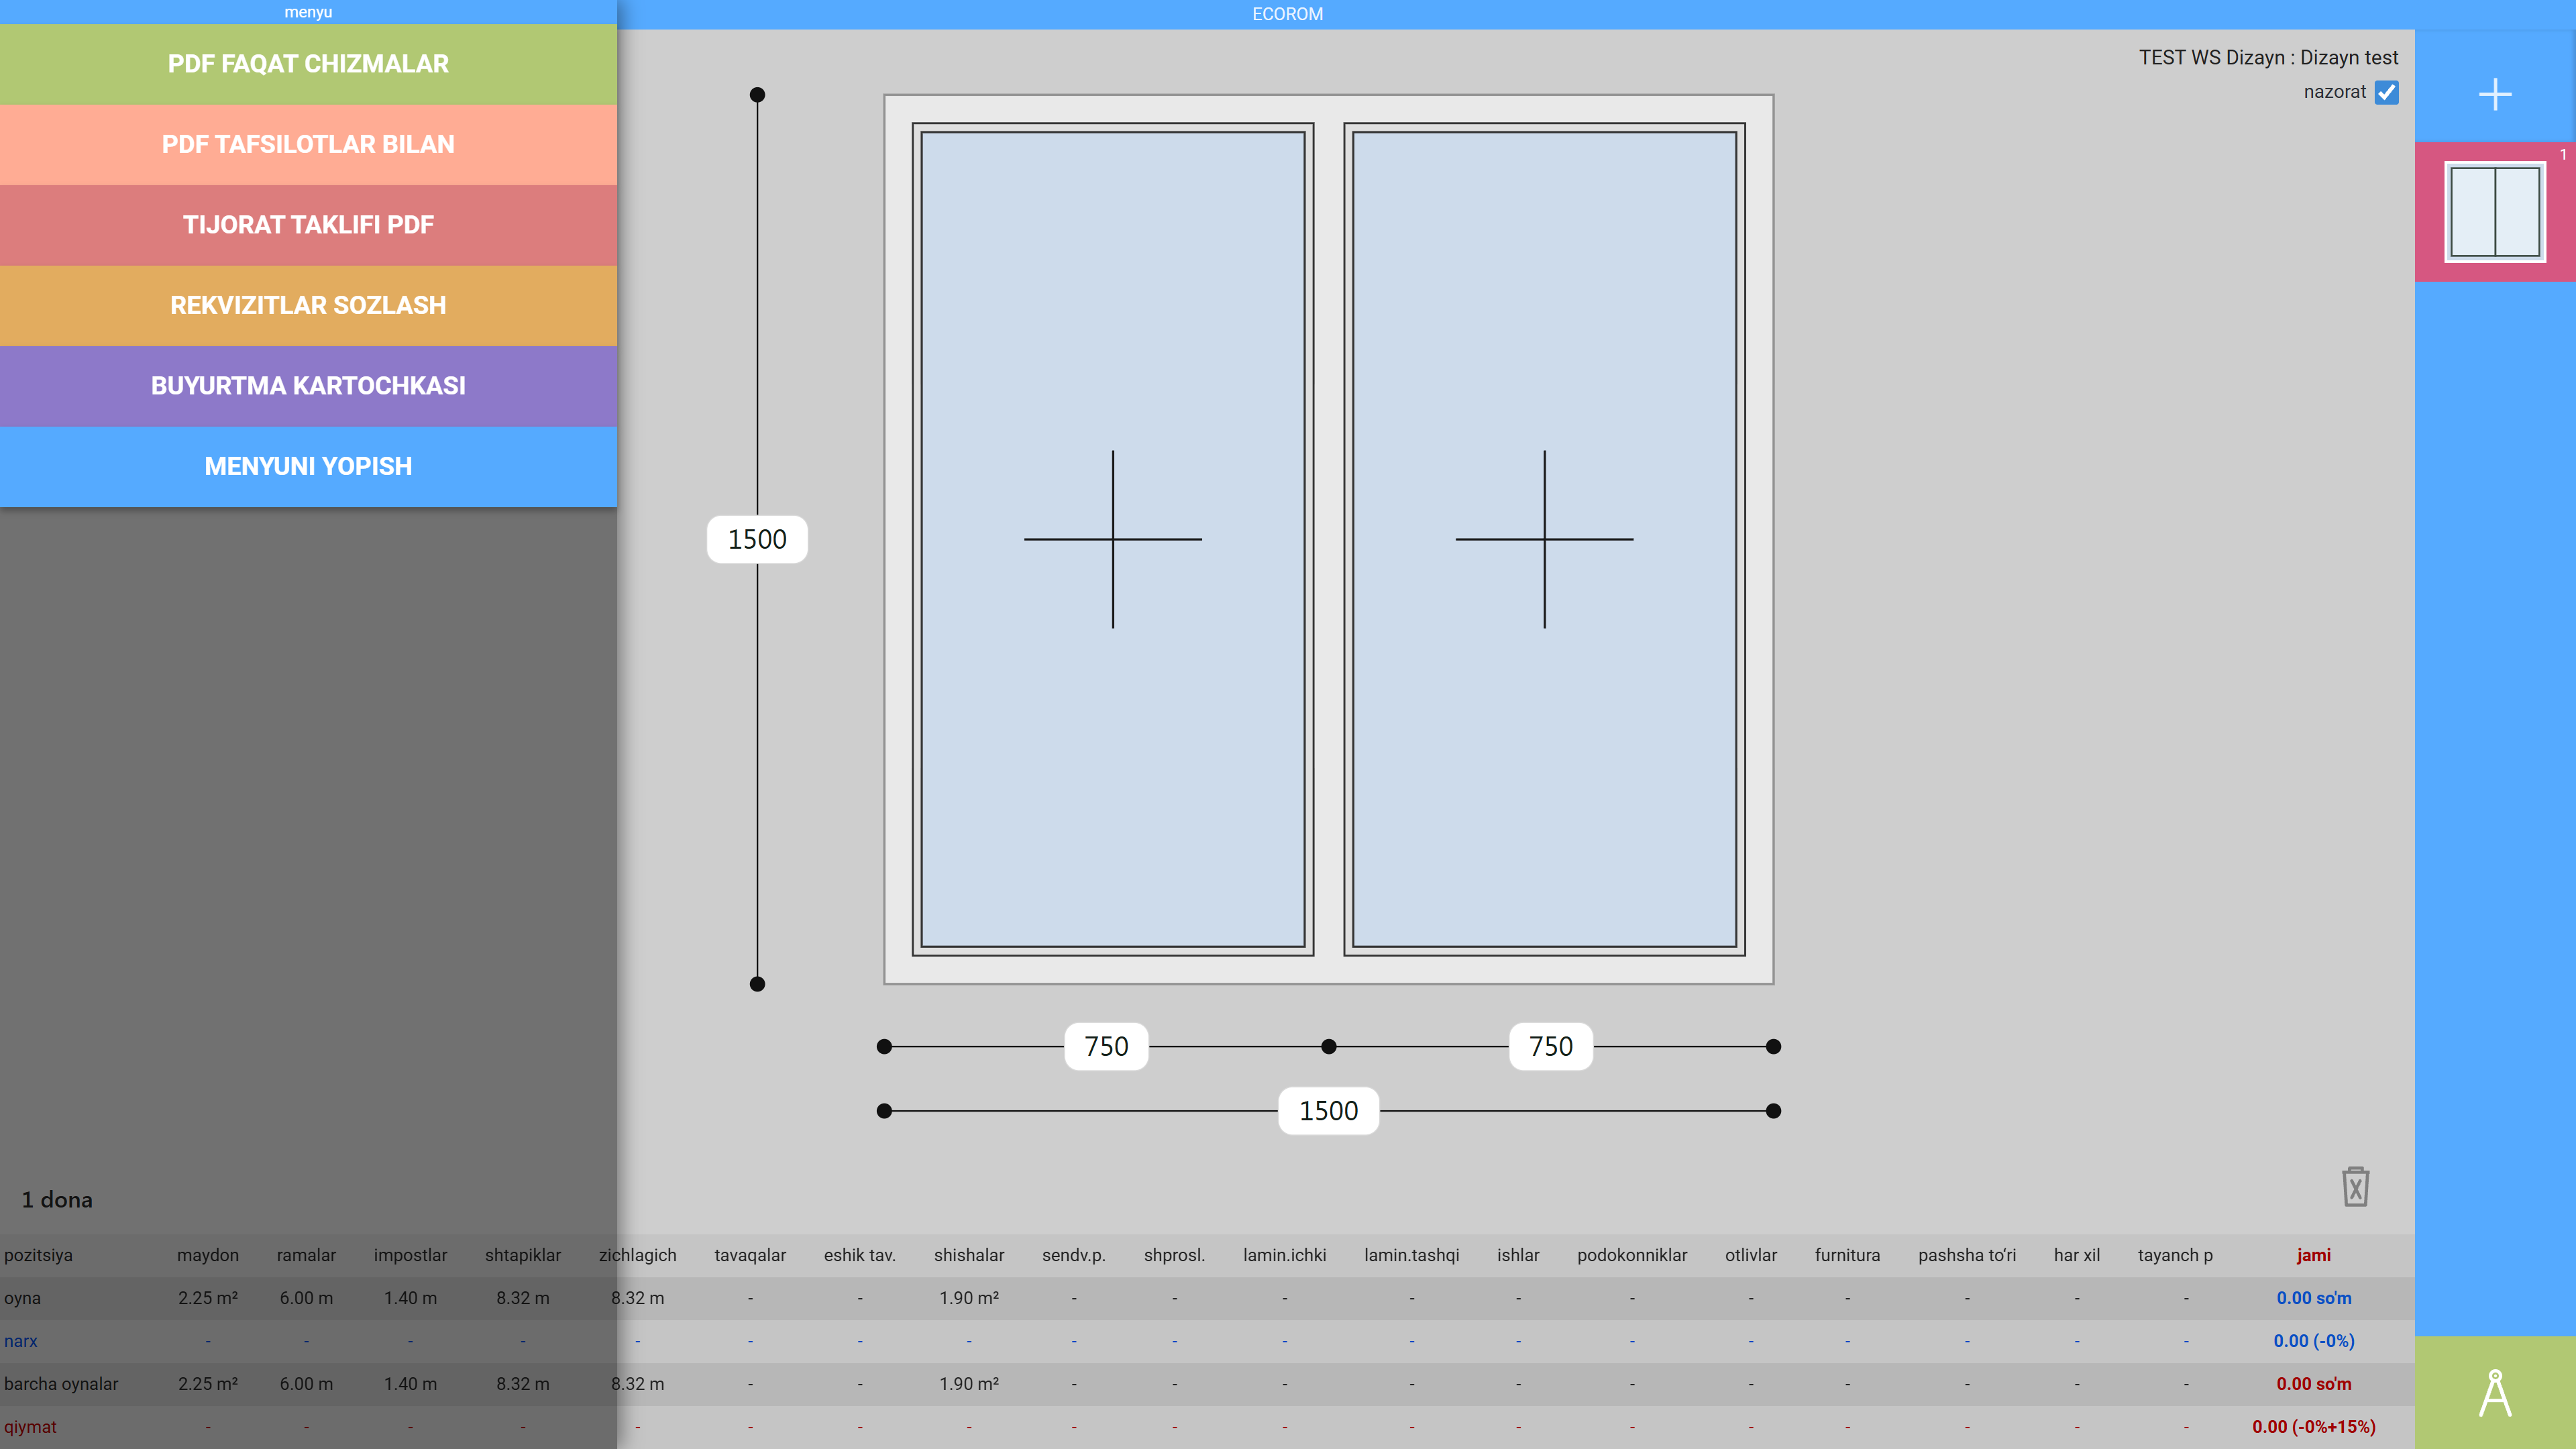 menyu
ECOROM
PDF FAQAT CHIZMALAR
PDF TAFSILOTLAR BILAN
TIJORAT TAKLIFI PDF
REKVIZITLAR SOZLASH
BUYURTMA KARTOCHKASI
MENYUNI YOPISH
TEST WS Dizayn : Dizayn test
nazorat
1
1500
750 750
1500
1 dona
pozitsiya maydon ramalar impostlar shtapiklar zichlagich tavaqalar eshik tav. shishalar sendv.p. shprosl. lamin.ichki lamin.tashqi ishlar podokonniklar otlivlar furnitura pashsha to‘ri har xil tayanch p jami
oyna 2.25 m² 6.00 m 1.40 m 8.32 m 8.32 m - - 1.90 m² - - - - - - - - - - - 0.00 so'm
narx - - - - - - - - - - - - - - - - - - - 0.00 (-0%)
barcha oynalar 2.25 m² 6.00 m 1.40 m 8.32 m 8.32 m - - 1.90 m² - - - - - - - - - - - 0.00 so'm
qiymat - - - - - - - - - - - - - - - - - - - 0.00 (-0%+15%)